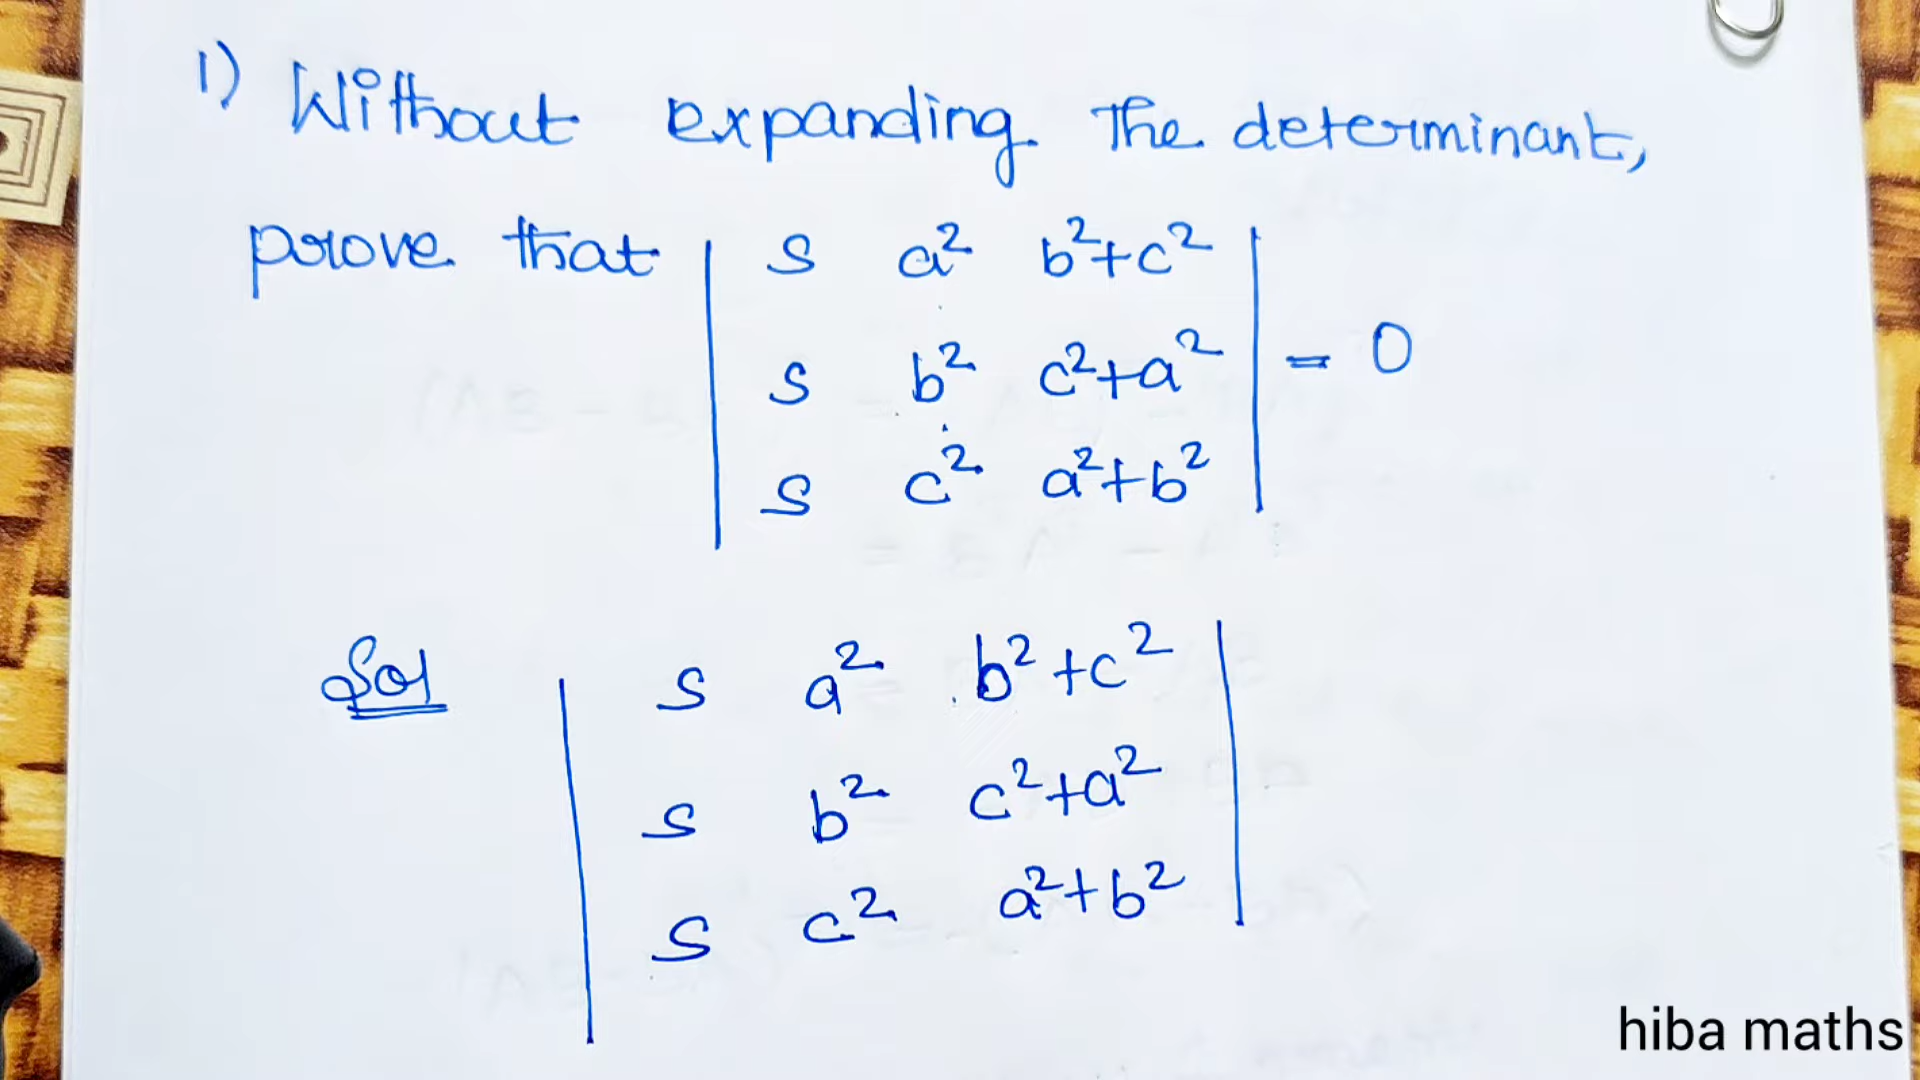 1) Without expanding the determinant,
prove that | s a² b²+c² |
| s b² c²+a² | = 0
| s c² a²+b² |
Sol | s a² b²+c² |
| s b² c²+a² |
| s c² a²+b² |
hiba maths